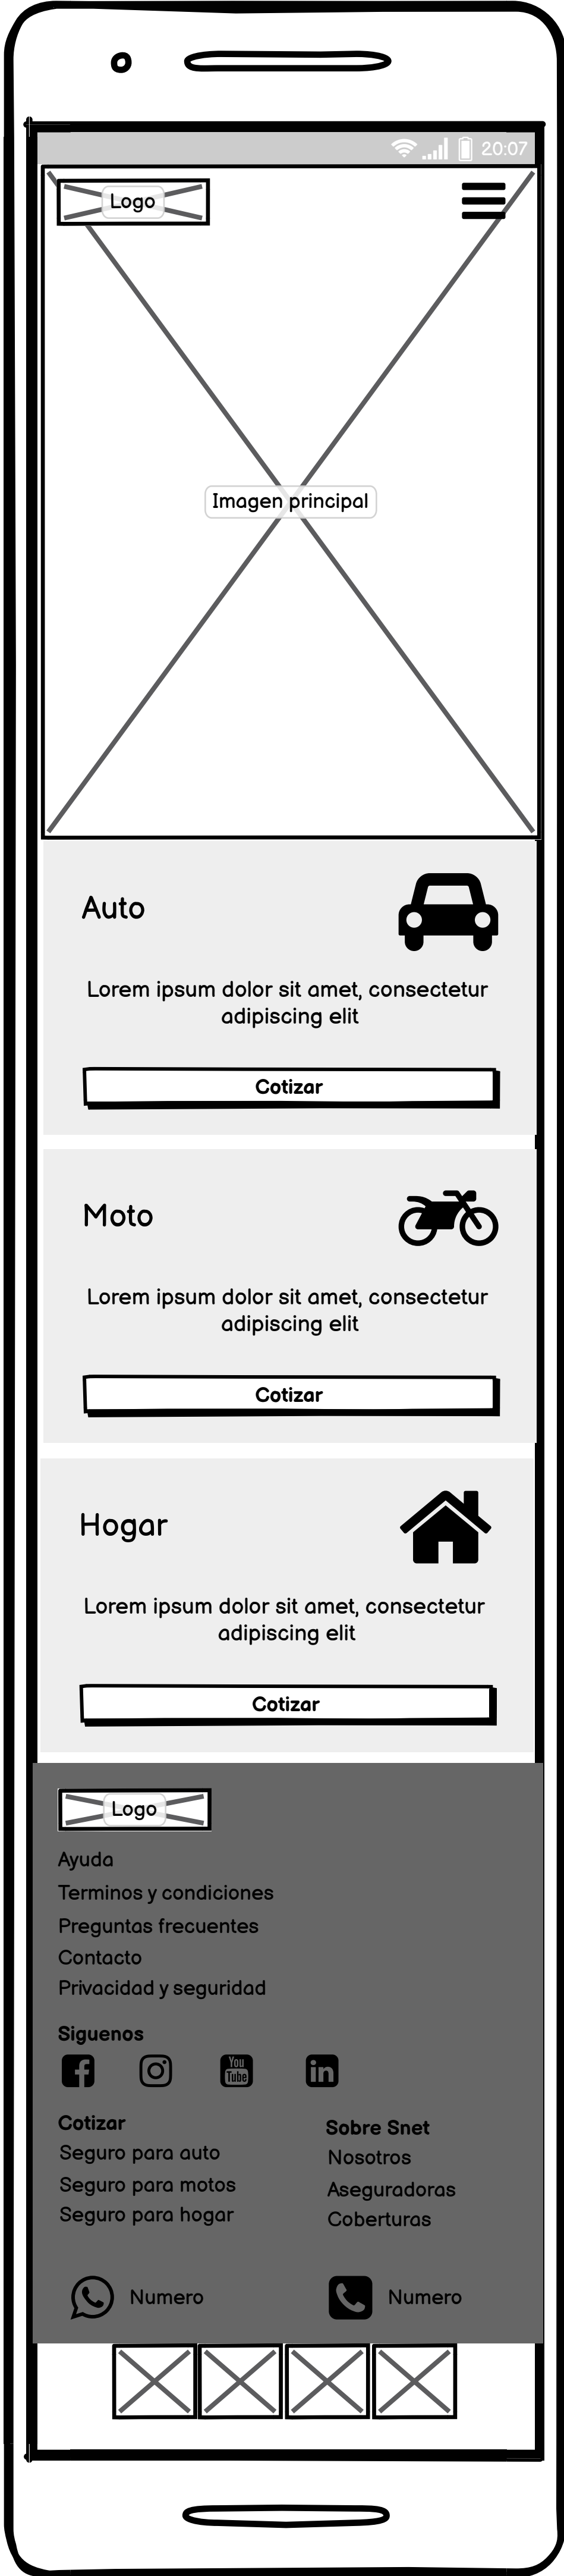 20:07
Logo
Imagen principal
Auto
Lorem ipsum dolor sit amet, consectetur
adipiscing elit
Cotizar
Moto
Lorem ipsum dolor sit amet, consectetur
adipiscing elit
Cotizar
Hogar
Lorem ipsum dolor sit amet, consectetur
adipiscing elit
Cotizar
Logo
Ayuda
Terminos y condiciones
Preguntas frecuentes
Contacto
Privacidad y seguridad
Siguenos
You
Tube
in
Cotizar
Seguro para auto
Seguro para motos
Seguro para hogar
Sobre Snet
Nosotros
Aseguradoras
Coberturas
Numero
Numero